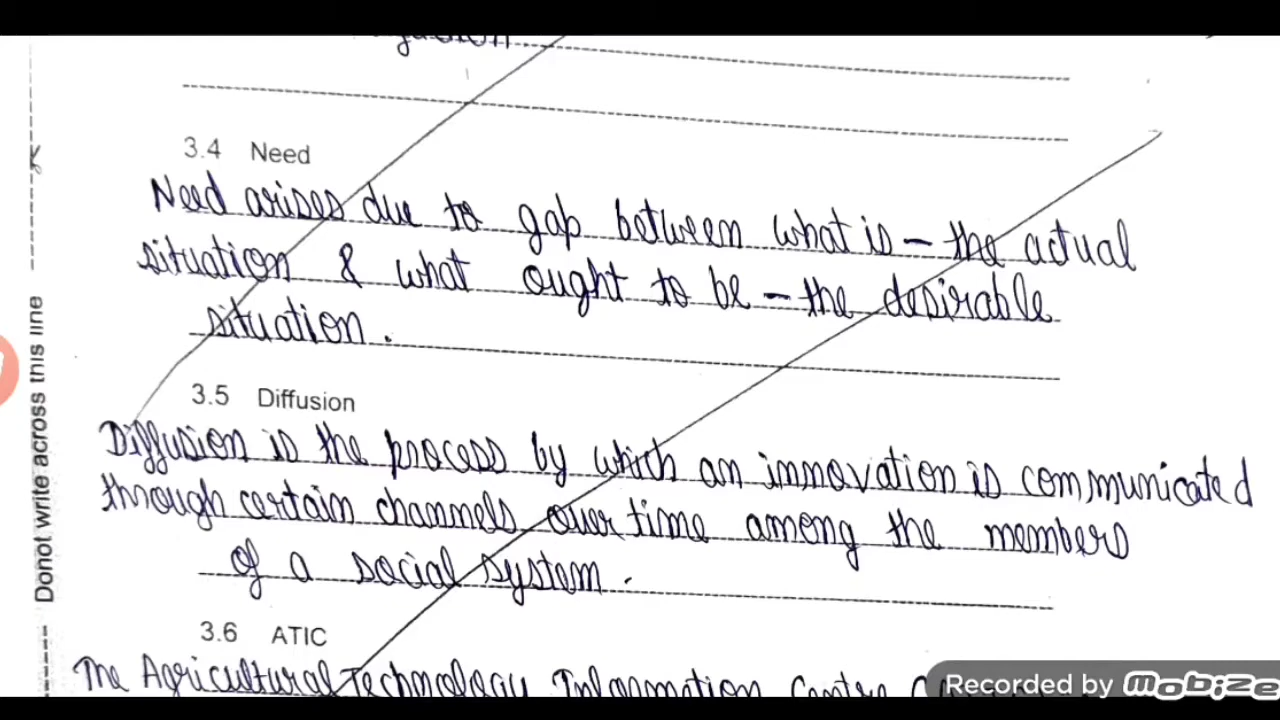 3.4 Need
Need arises due to gap between what is - the actual
situation & what ought to be - the desirable
situation.
3.5 Diffusion
Diffusion is the process by which an innovation is communicated
through certain channels over time among the members
of a social system.
3.6 ATIC
The Agricultural Technology Information Centre
Donot write across this line
Recorded by mobizen